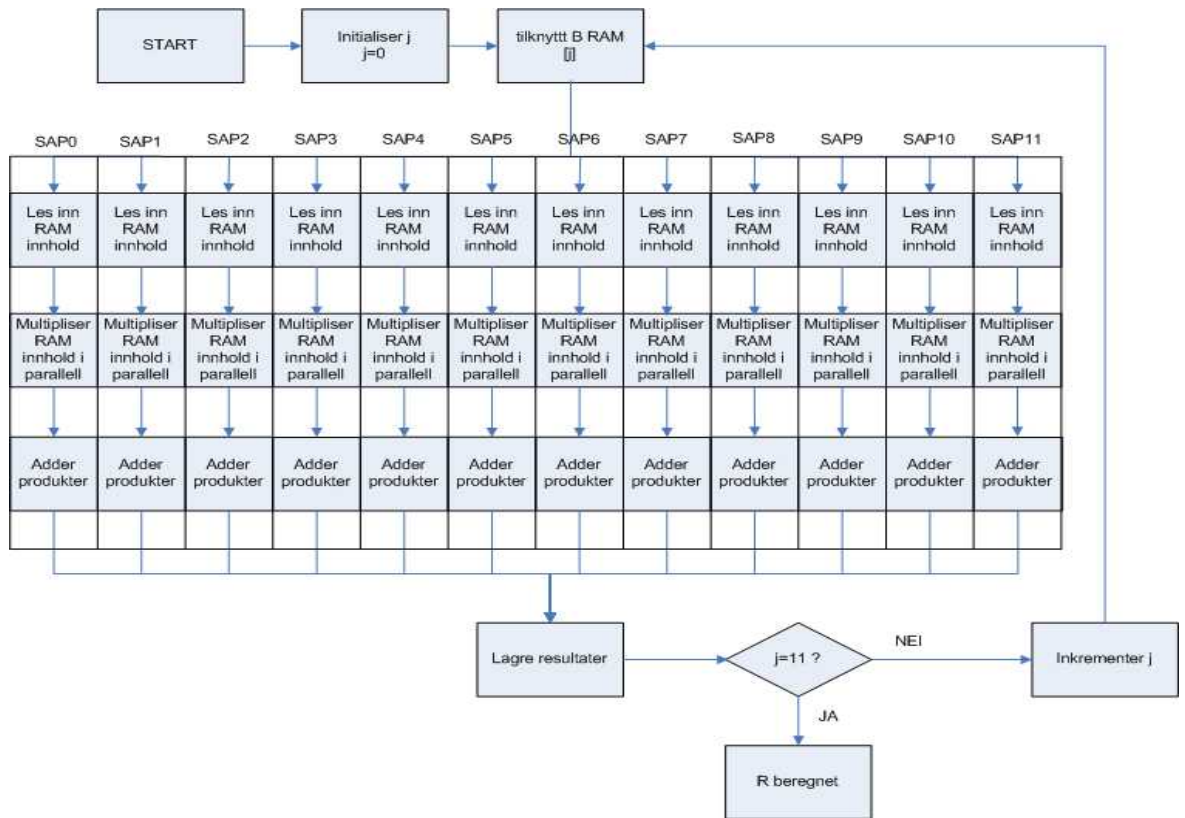 START
Initialiser j
j=0
tilknyttt B RAM
[j]
SAP0
SAP1
SAP2
SAP3
SAP4
SAP5
SAP6
SAP7
SAP8
SAP9
SAP10
SAP11
Les inn
RAM
innhold
Les inn
RAM
innhold
Les inn
RAM
innhold
Les inn
RAM
innhold
Les inn
RAM
innhold
Les inn
RAM
innhold
Les inn
RAM
innhold
Les inn
RAM
innhold
Les inn
RAM
innhold
Les inn
RAM
innhold
Les inn
RAM
innhold
Les inn
RAM
innhold
Multipliser
RAM
innhold i
parallell
Multipliser
RAM
innhold i
parallell
Multipliser
RAM
innhold i
parallell
Multipliser
RAM
innhold i
parallell
Multipliser
RAM
innhold i
parallell
Multipliser
RAM
innhold i
parallell
Multipliser
RAM
innhold i
parallell
Multipliser
RAM
innhold i
parallell
Multipliser
RAM
innhold i
parallell
Multipliser
RAM
innhold i
parallell
Multipliser
RAM
innhold i
parallell
Multipliser
RAM
innhold i
parallell
Adder
produkter
Adder
produkter
Adder
produkter
Adder
produkter
Adder
produkter
Adder
produkter
Adder
produkter
Adder
produkter
Adder
produkter
Adder
produkter
Adder
produkter
Adder
produkter
Lagre resultater
j=11 ?
NEI
Inkrementer j
JA
R beregnet